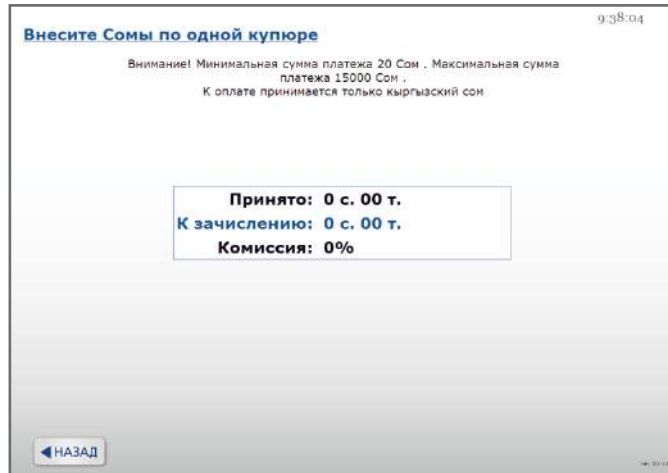 9:38:04
Внесите Сомы по одной купюре
Внимание! Минимальная сумма платежа 20 Сом . Максимальная сумма
платежа 15000 Сом .
К оплате принимается только кыргызский сом
Принято: 0 с. 00 т.
К зачислению: 0 с. 00 т.
Комиссия: 0%
НАЗАД